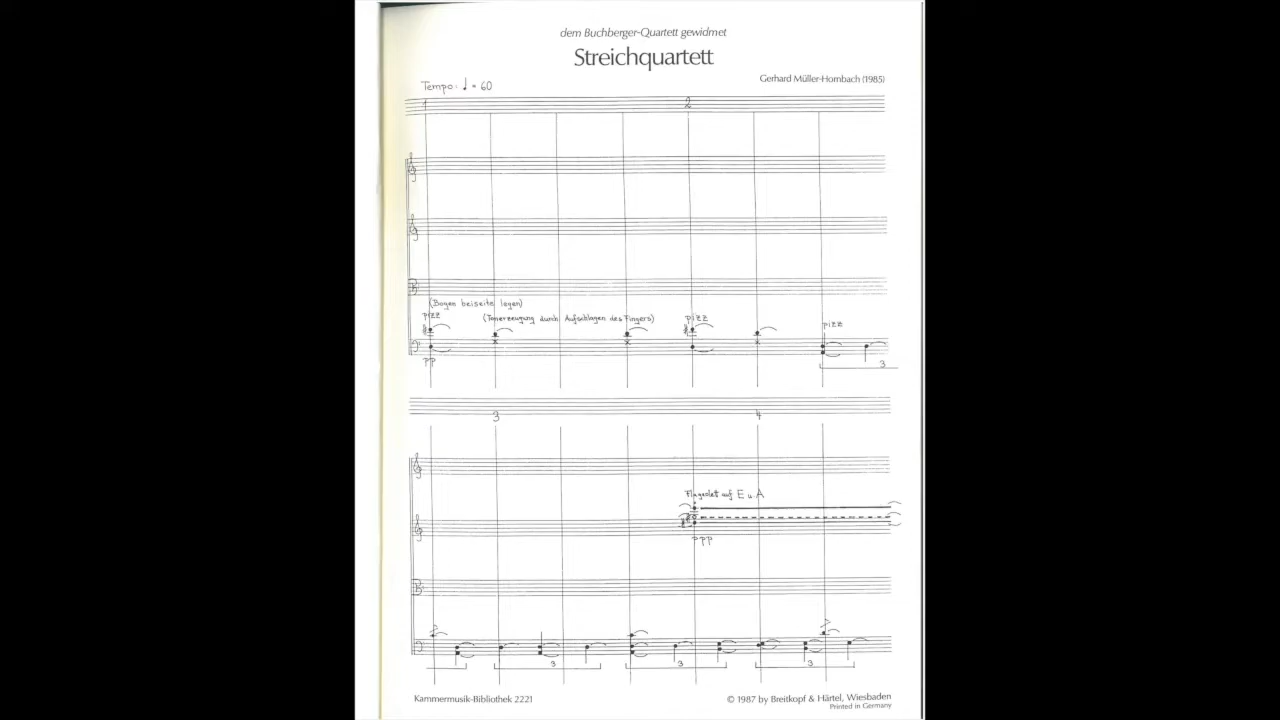 dem Buchberger-Quartett gewidmet
Streichquartett
Gerhard Müller-Hornbach (1985)
Tempo: ♩ = 60
1 2
(Bogen beiseite legen)
pizz (Tonerzeugung durch Aufschlagen des Fingers) pizz pizz
pp
3
3 4
Flageolet auf E u. A
ppp
3 3 3
Kammermusik-Bibliothek 2221
© 1987 by Breitkopf & Härtel, Wiesbaden
Printed in Germany